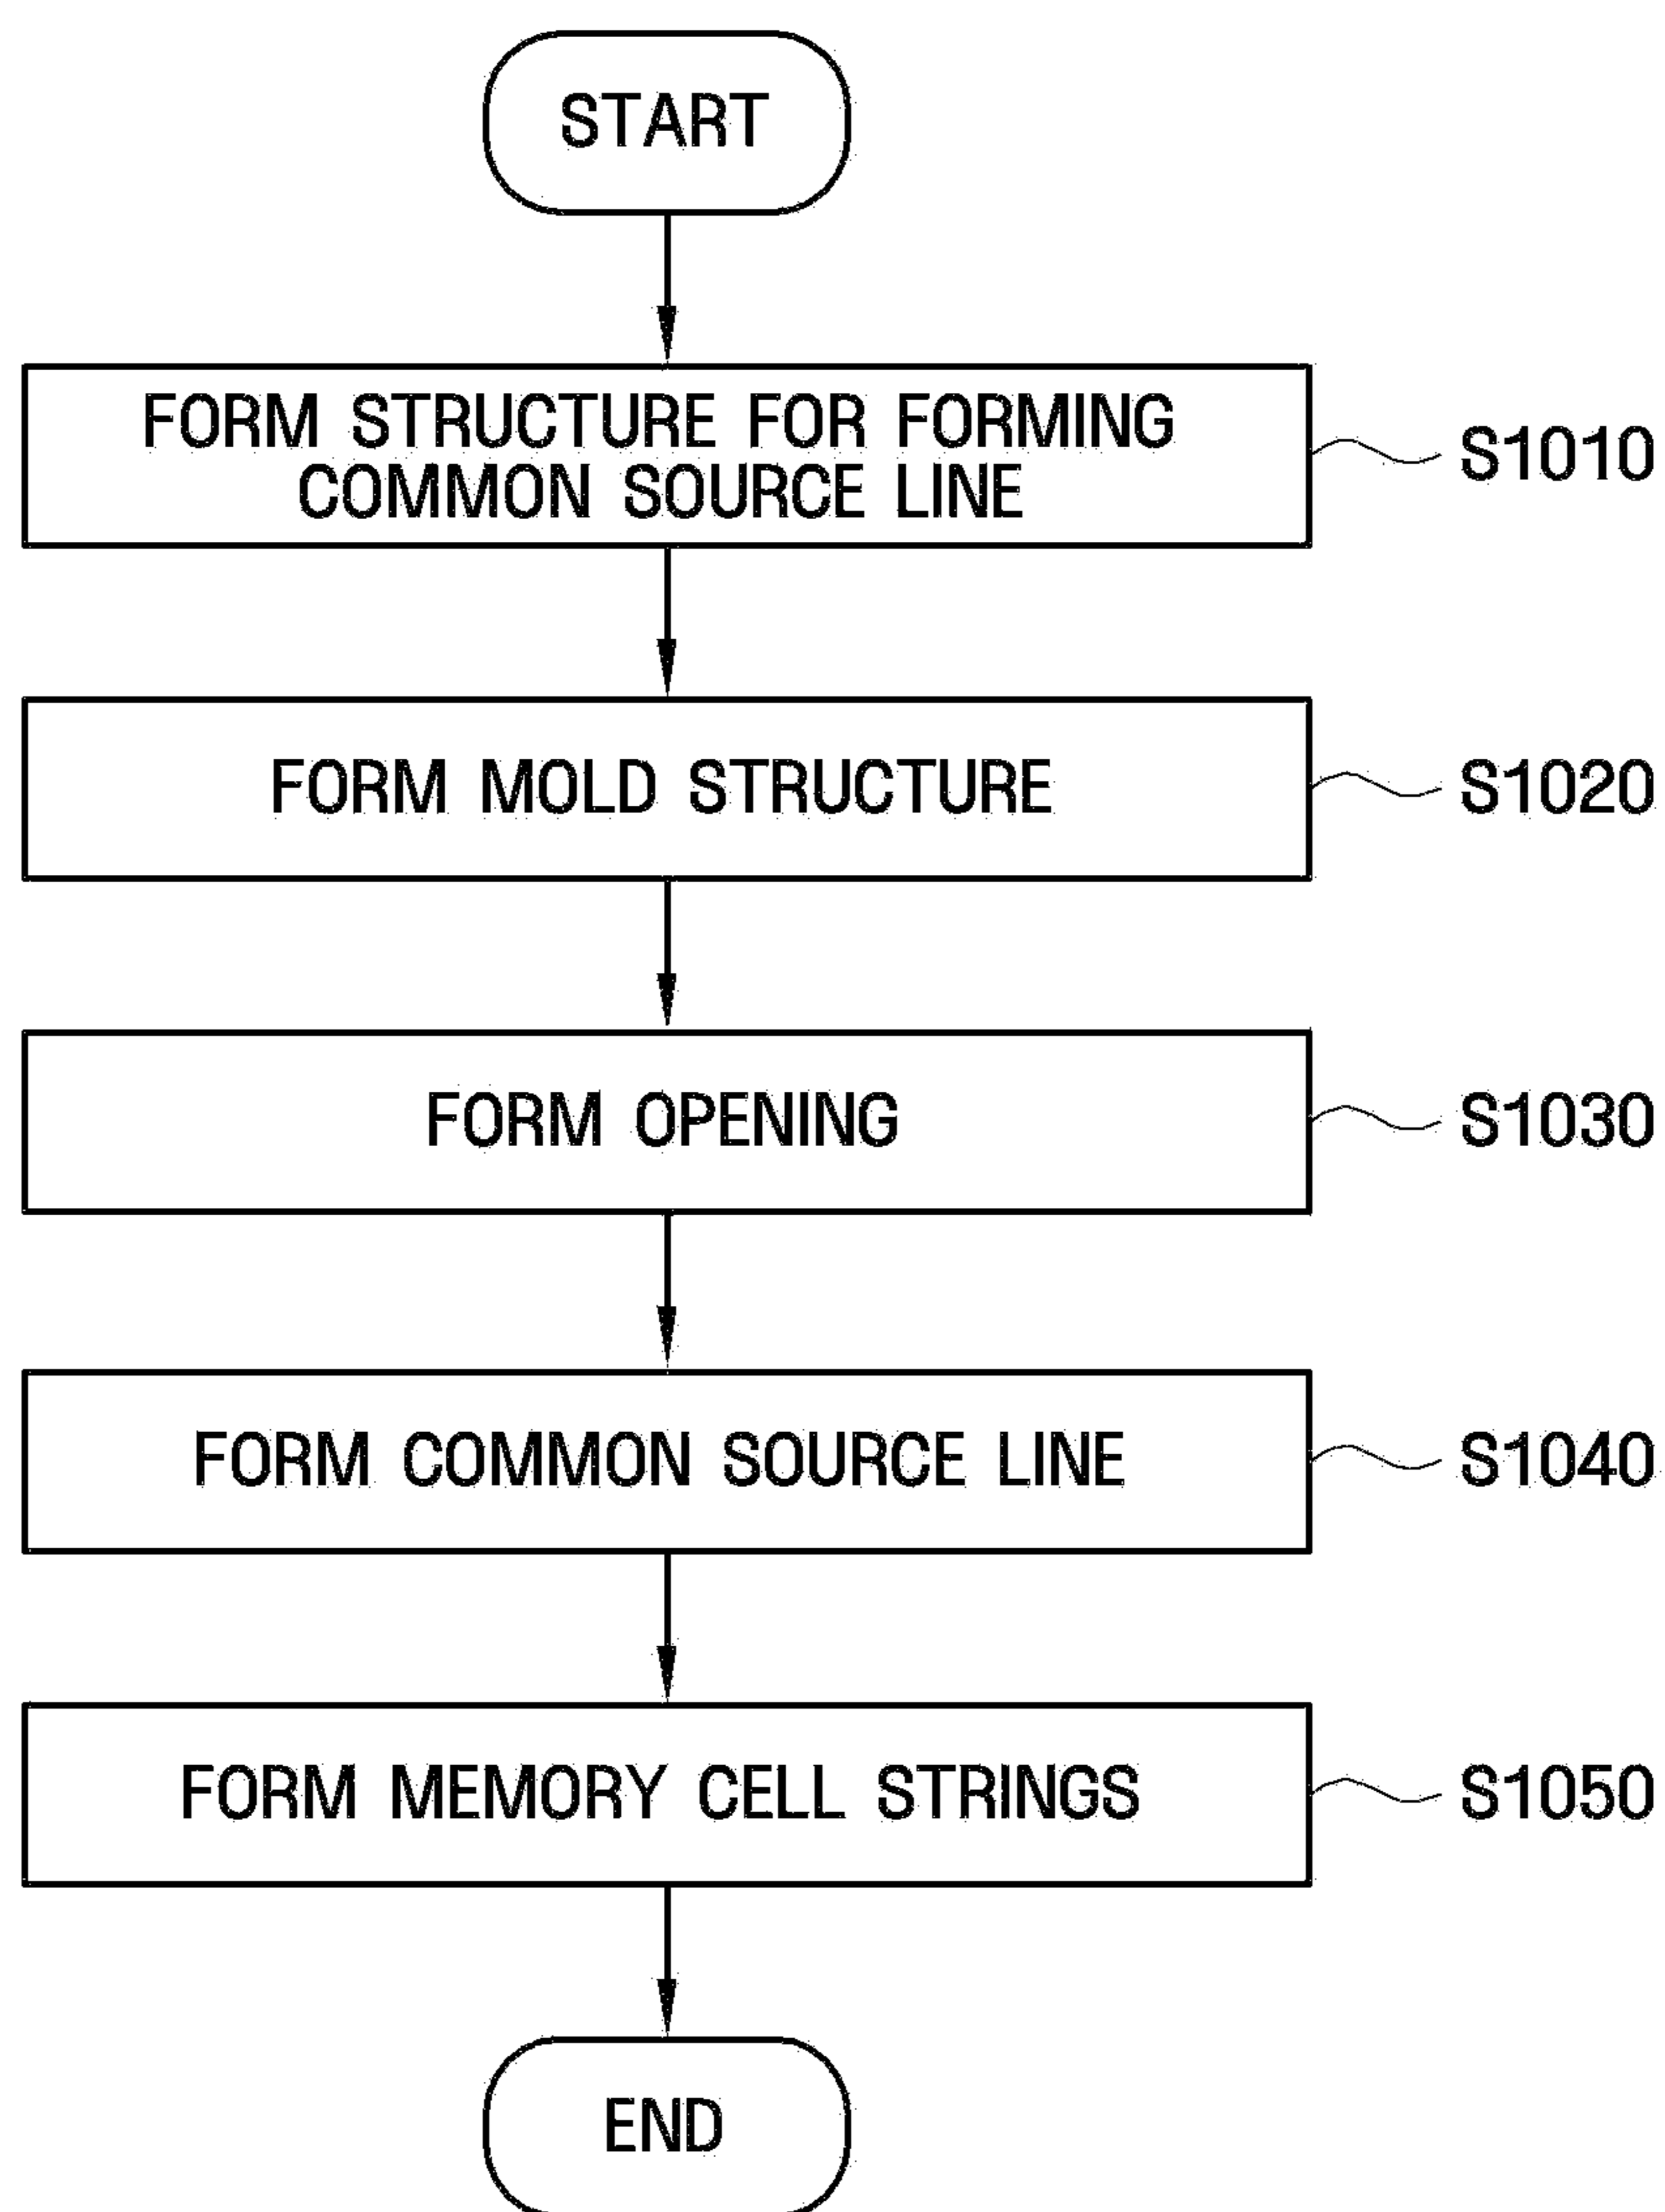 START
FORM STRUCTURE FOR FORMING
COMMON SOURCE LINE
S1010
FORM MOLD STRUCTURE
S1020
FORM OPENING
S1030
FORM COMMON SOURCE LINE
S1040
FORM MEMORY CELL STRINGS
S1050
END